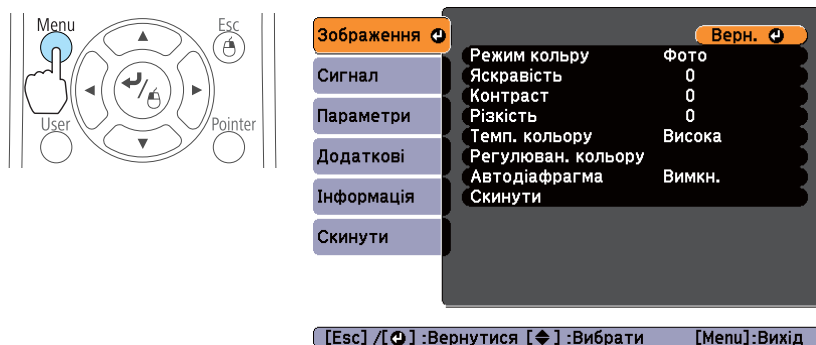 Menu
Esc
User
Pointer
Зображення
Сигнал
Параметри
Додаткові
Інформація
Скинути
Верн.
Режим кольру Фото
Яскравість 0
Контраст 0
Різкість 0
Темп. кольору Висока
Регулюван. кольору
Автодіафрагма Вимкн.
Скинути
[Esc] /[ ] :Вернутися [ ] :Вибрати [Menu]:Вихід